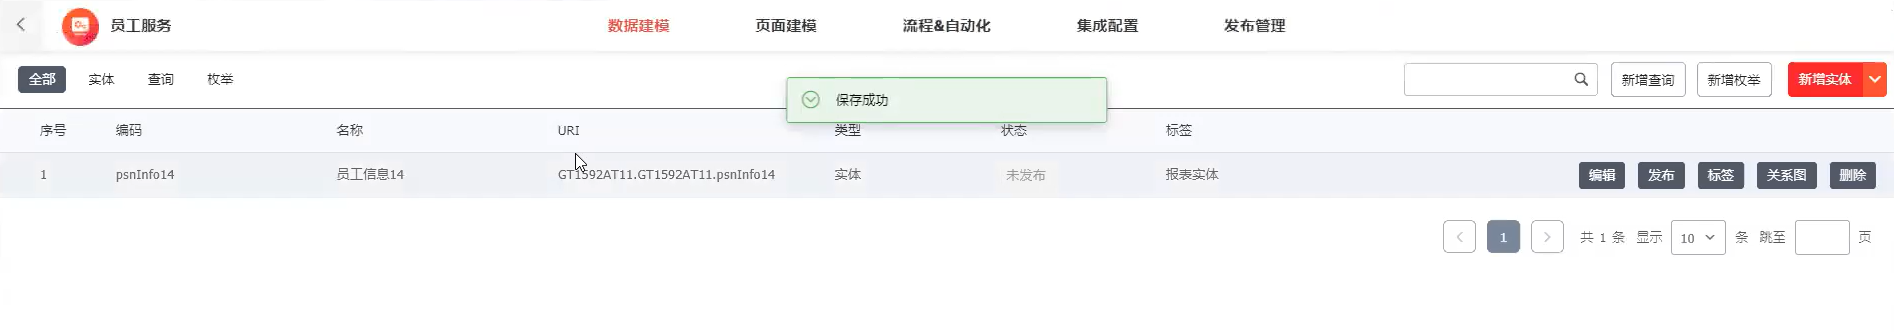 员工服务 数据建模 页面建模 流程&自动化 集成配置 发布管理
全部 实体 查询 枚举 新增查询 新增枚举 新增实体
保存成功
序号 编码 名称 URI 类型 状态 标签
1 psnInfo14 员工信息14 GT1592AT11.GT1592AT11.psnInfo14 实体 未发布 报表实体 编辑 发布 标签 关系图 删除
1 共 1 条 显示 10 条 跳至 页